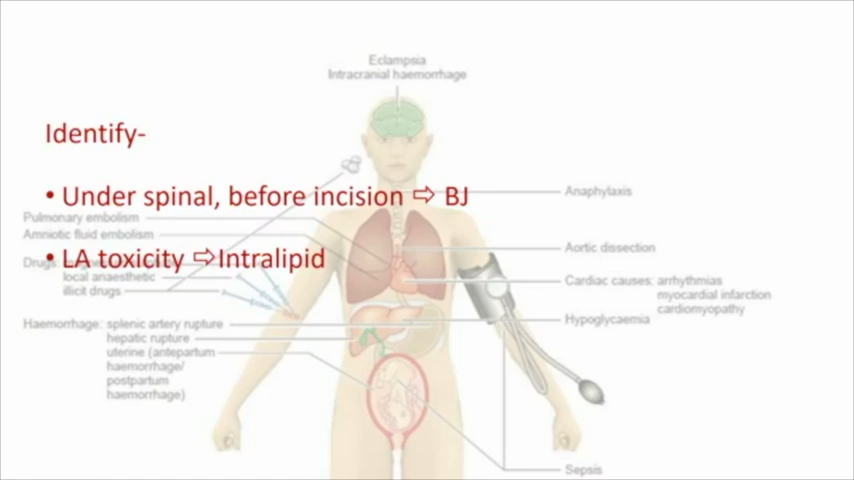 Eclampsia
Intracranial haemorrhage
Identify-
• Under spinal, before incision ⇨ BJ
Anaphylaxis
Pulmonary embolism
Amniotic fluid embolism
Aortic dissection
• LA toxicity ⇨Intralipid
Drugs:
local anaesthetic
illicit drugs
Cardiac causes: arrhythmias
myocardial infarction
cardiomyopathy
Haemorrhage: splenic artery rupture
hepatic rupture
uterine (antepartum
haemorrhage/
postpartum
haemorrhage)
Hypoglycaemia
Sepsis